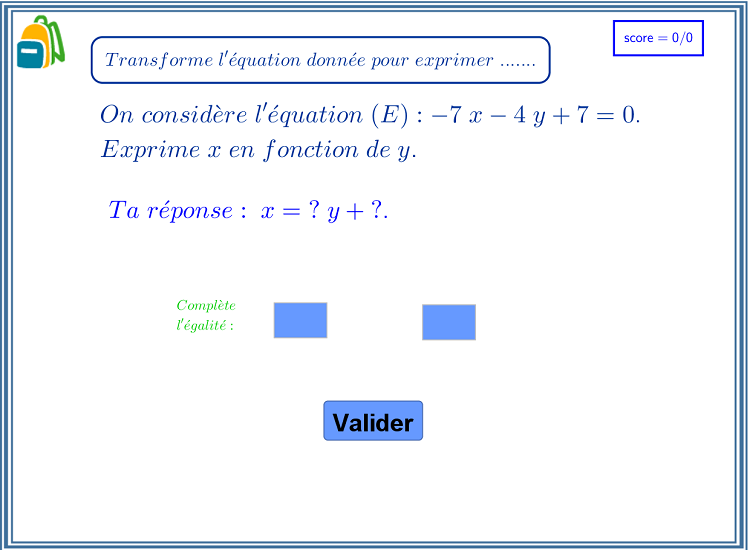 score = 0/0
Transforme l'équation donnée pour exprimer .......
On considère l'équation (E) : −7 x − 4 y + 7 = 0.
Exprime x en fonction de y.
Ta réponse : x = ? y + ?.
Complète
l'égalité :
Valider